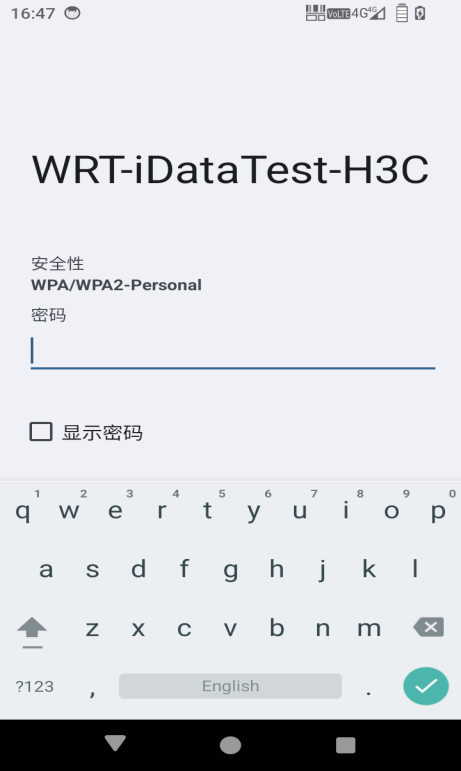 16:47 VoLTE 4G 4G
WRT-iDataTest-H3C
安全性
WPA/WPA2-Personal
密码
显示密码
1 2 3 4 5 6 7 8 9 0
q w e r t y u i o p
a s d f g h j k l
z x c v b n m
?123 , English .